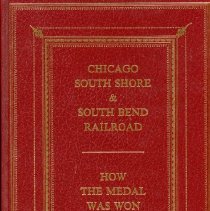 CHICAGO
SOUTH SHORE
&
SOUTH BEND
RAILROAD
HOW
THE MEDAL
WAS WON